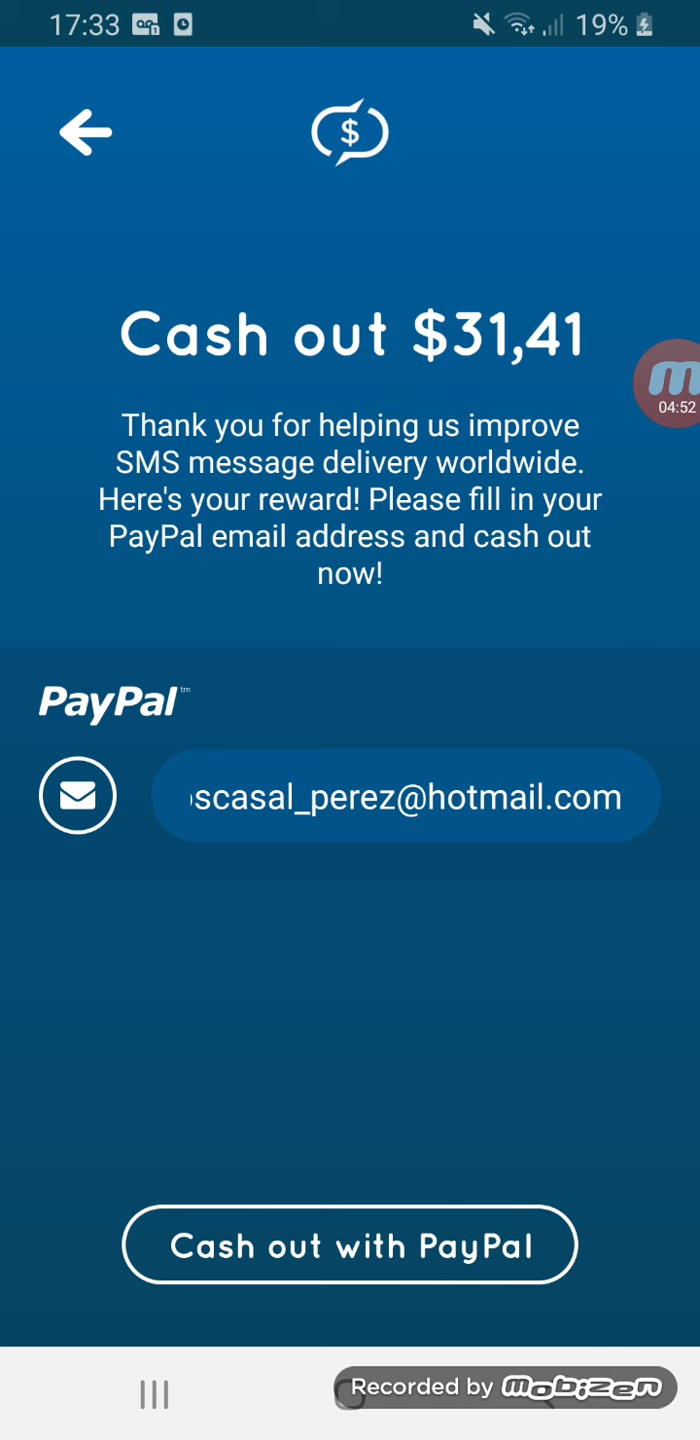 17:33 19%
$
Cash out $31,41
m
04:52
Thank you for helping us improve
SMS message delivery worldwide.
Here's your reward! Please fill in your
PayPal email address and cash out
now!
PayPal™
scasal_perez@hotmail.com
Cash out with PayPal
Recorded by mobizen